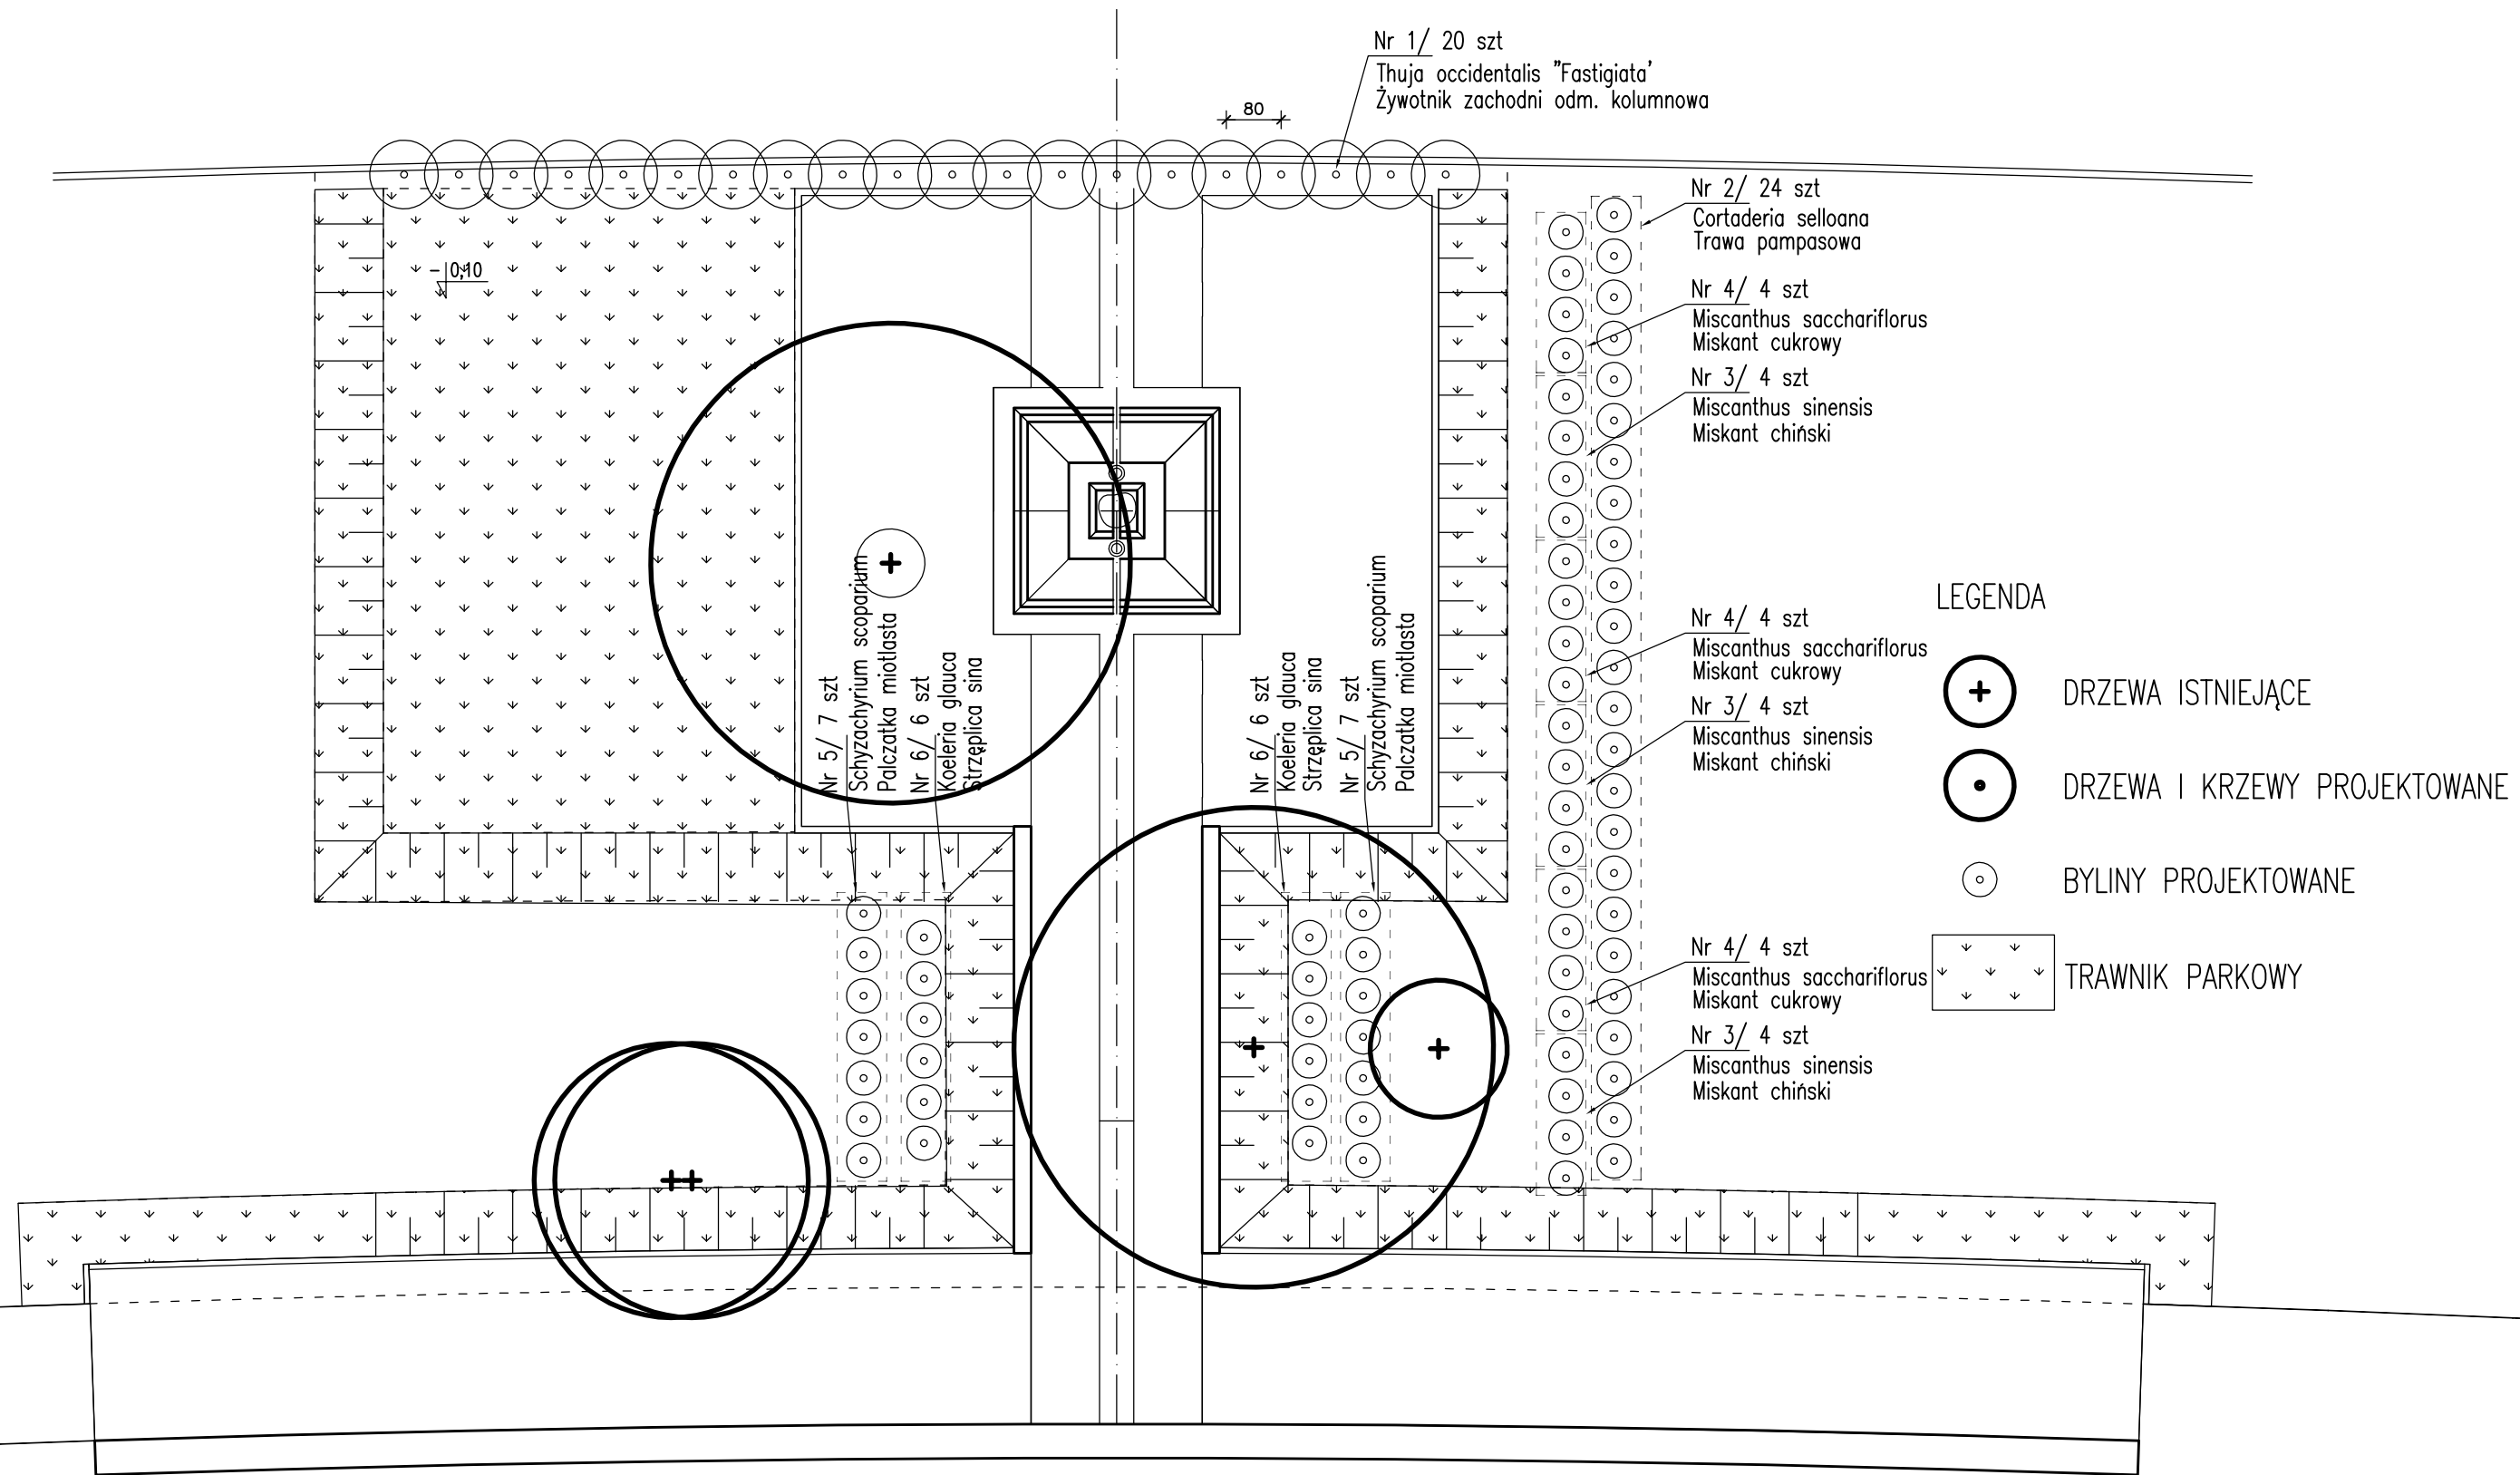 Nr 1/ 20 szt
Thuja occidentalis "Fastigiata'
Żywotnik zachodni odm. kolumnowa
80
Nr 2/ 24 szt
Cortaderia selloana
Trawa pampasowa
- 0,10
Nr 4/ 4 szt
Miscanthus sacchariflorus
Miskant cukrowy
Nr 3/ 4 szt
Miscanthus sinensis
Miskant chiński
Nr 5/ 7 szt
Schyzachyrium scoparium
Palczatka miotlasta
Nr 6/ 6 szt
Koeleria glauca
Strzęplica sina
Nr 6/ 6 szt
Koeleria glauca
Strzęplica sina
Nr 5/ 7 szt
Schyzachyrium scoparium
Palczatka miotlasta
Nr 4/ 4 szt
Miscanthus sacchariflorus
Miskant cukrowy
Nr 3/ 4 szt
Miscanthus sinensis
Miskant chiński
Nr 4/ 4 szt
Miscanthus sacchariflorus
Miskant cukrowy
Nr 3/ 4 szt
Miscanthus sinensis
Miskant chiński
LEGENDA
DRZEWA ISTNIEJĄCE
DRZEWA I KRZEWY PROJEKTOWANE
BYLINY PROJEKTOWANE
TRAWNIK PARKOWY